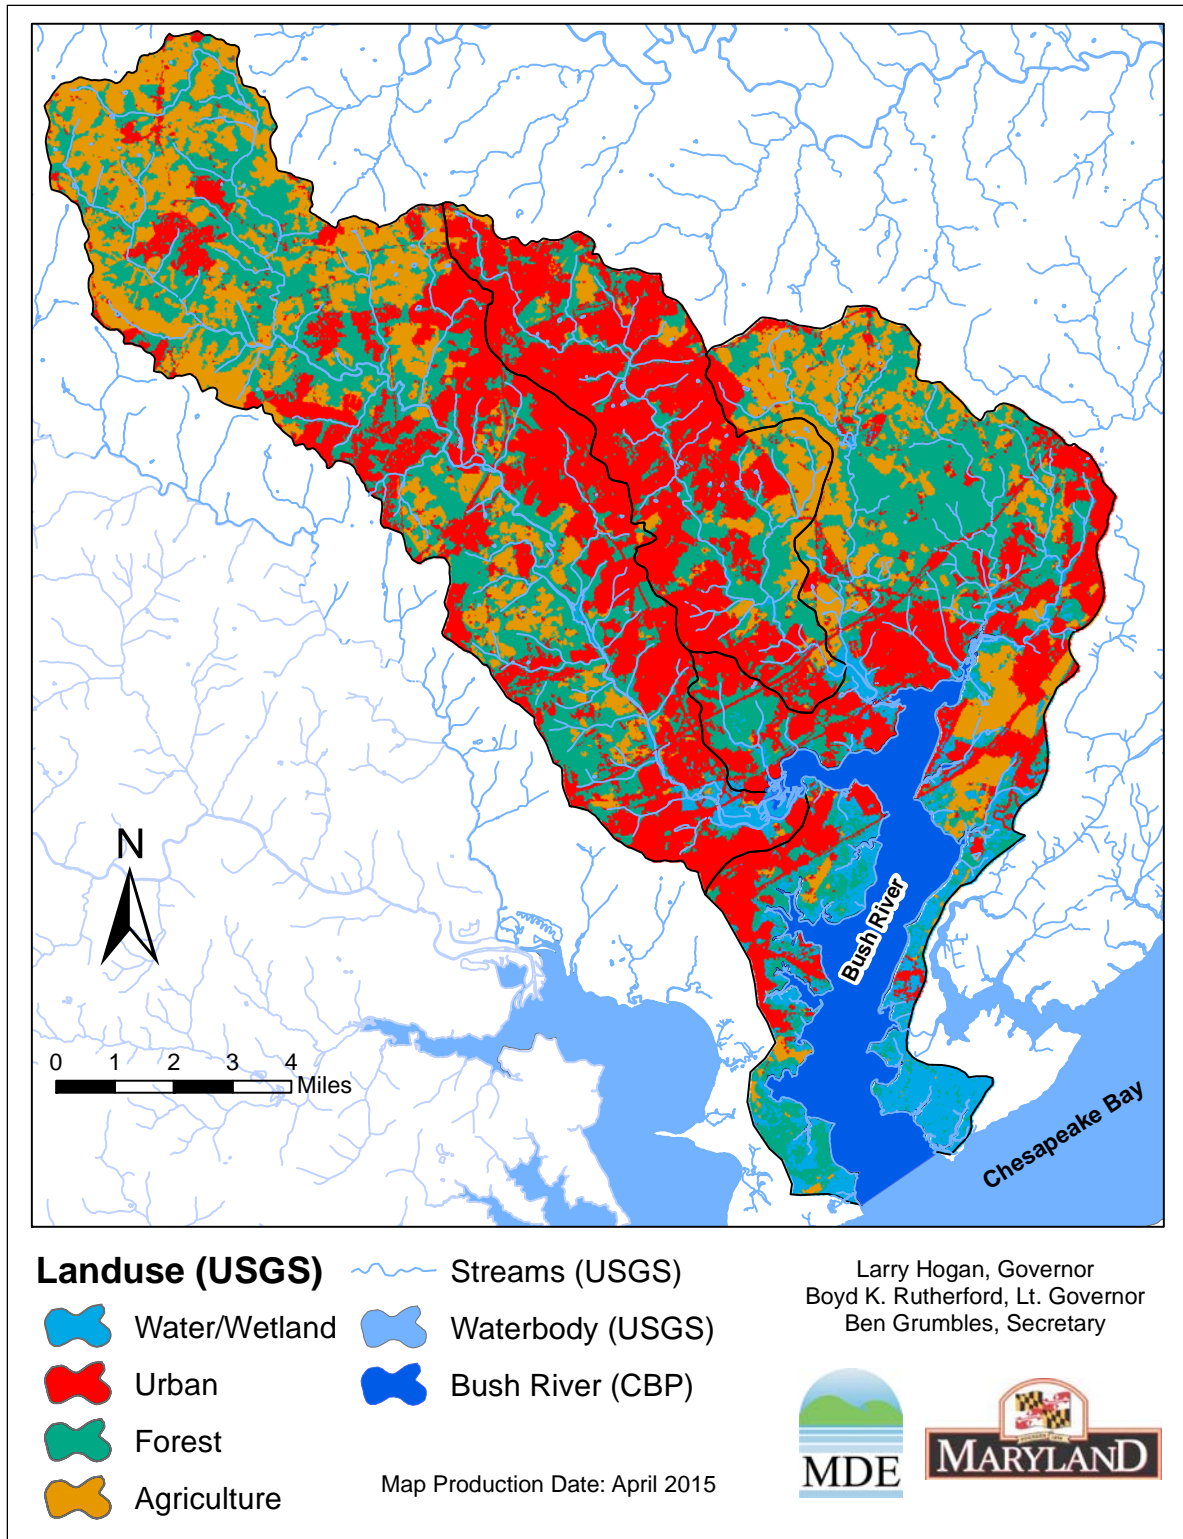 Bush River
Chesapeake Bay
N
0 1 2 3 4
Miles
Landuse (USGS)
Water/Wetland
Urban
Forest
Agriculture
Streams (USGS)
Waterbody (USGS)
Bush River (CBP)
Map Production Date: April 2015
Larry Hogan, Governor
Boyd K. Rutherford, Lt. Governor
Ben Grumbles, Secretary
MDE
MARYLAND